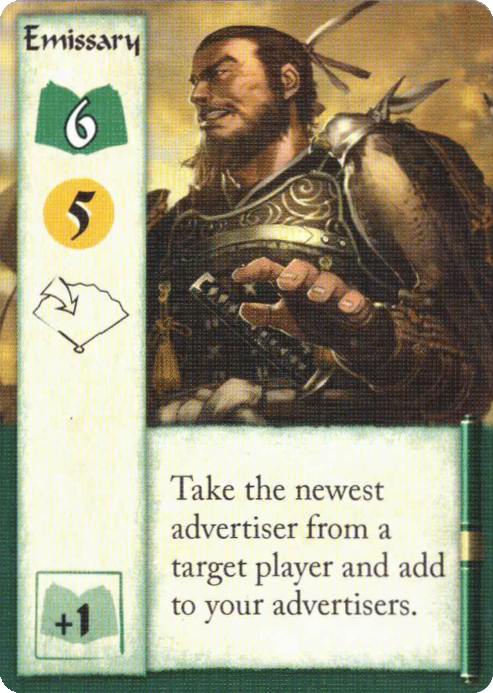 Emissary
6
5
+1
Take the newest
advertiser from a
target player and add
to your advertisers.